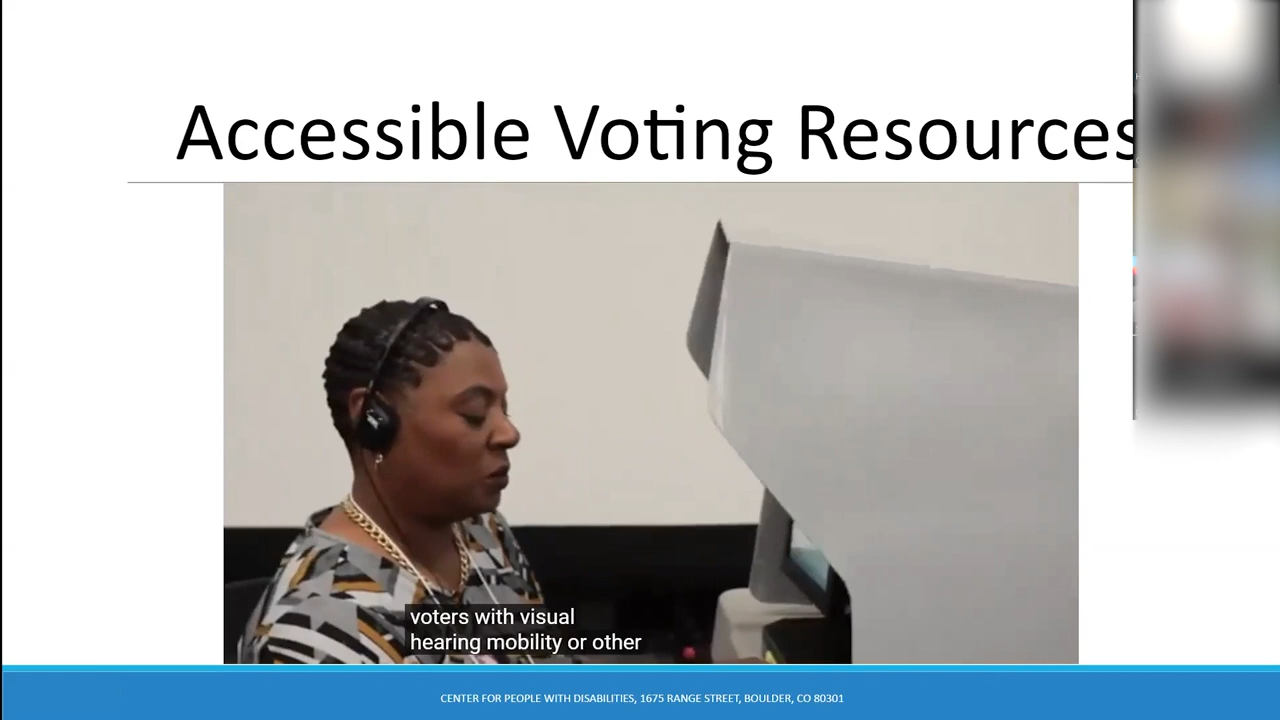 Accessible Voting Resources
voters with visual
hearing mobility or other
CENTER FOR PEOPLE WITH DISABILITIES, 1675 RANGE STREET, BOULDER, CO 80301